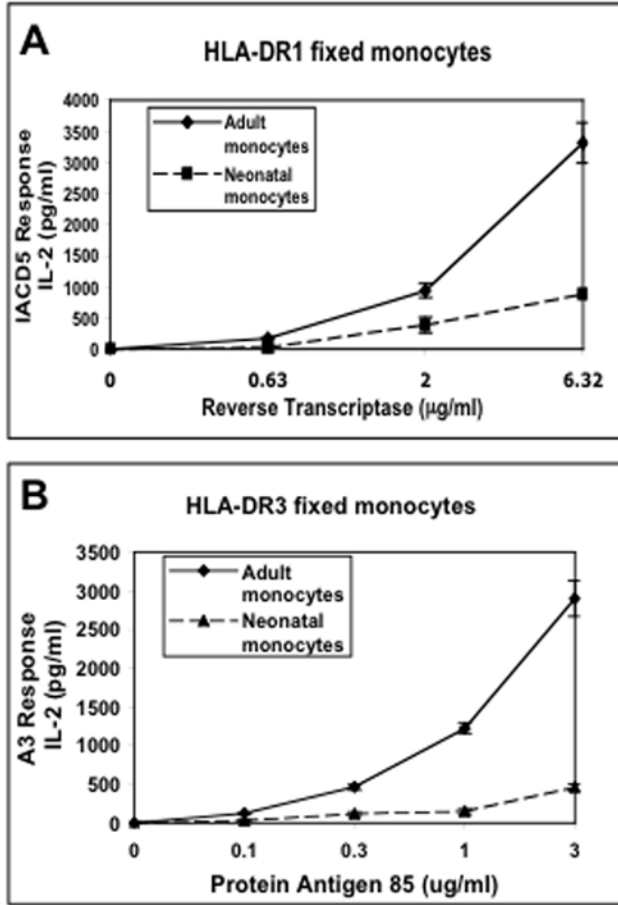 A
HLA-DR1 fixed monocytes
IACD5 Response
IL-2 (pg/ml)
4000
3500
3000
2500
2000
1500
1000
500
0
Adult
monocytes
Neonatal
monocytes
0 0.63 2 6.32
Reverse Transcriptase (μg/ml)
B
HLA-DR3 fixed monocytes
A3 Response
IL-2 (pg/ml)
3500
3000
2500
2000
1500
1000
500
0
Adult
monocytes
Neonatal
monocytes
0 0.1 0.3 1 3
Protein Antigen 85 (ug/ml)